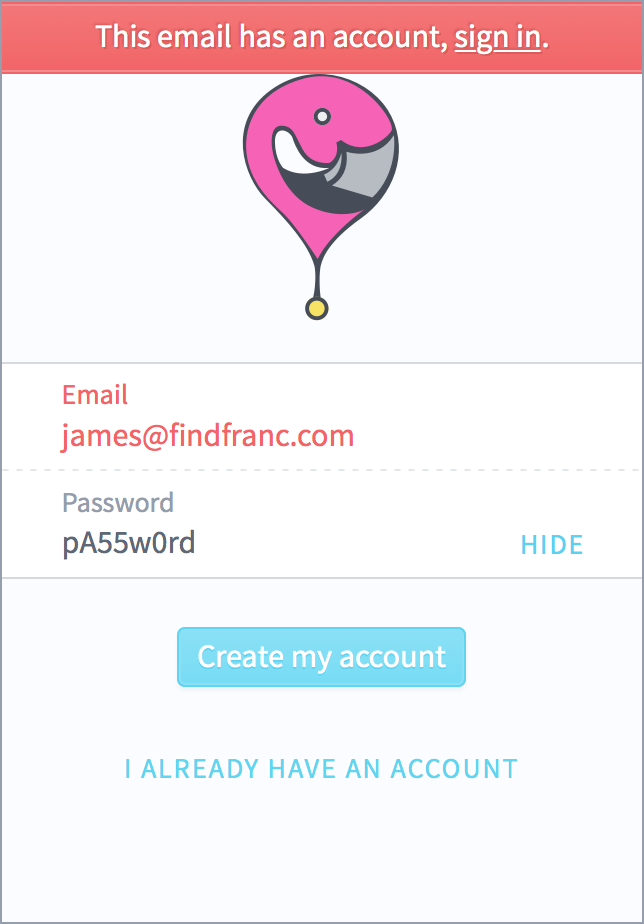 This email has an account, sign in.
Email
james@findfranc.com
Password
pA55w0rd
HIDE
Create my account
I ALREADY HAVE AN ACCOUNT